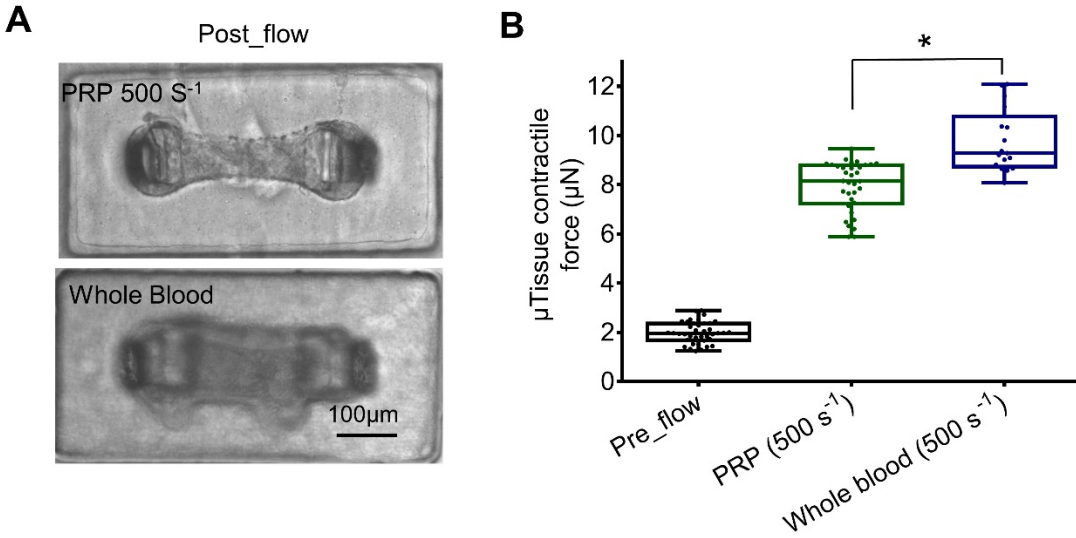 A
Post_flow
PRP 500 S⁻¹
Whole Blood
100μm
B
*
μTissue contractile
force (μN)
12
10
8
6
4
2
0
Pre_flow
PRP (500 s⁻¹)
Whole blood (500 s⁻¹)